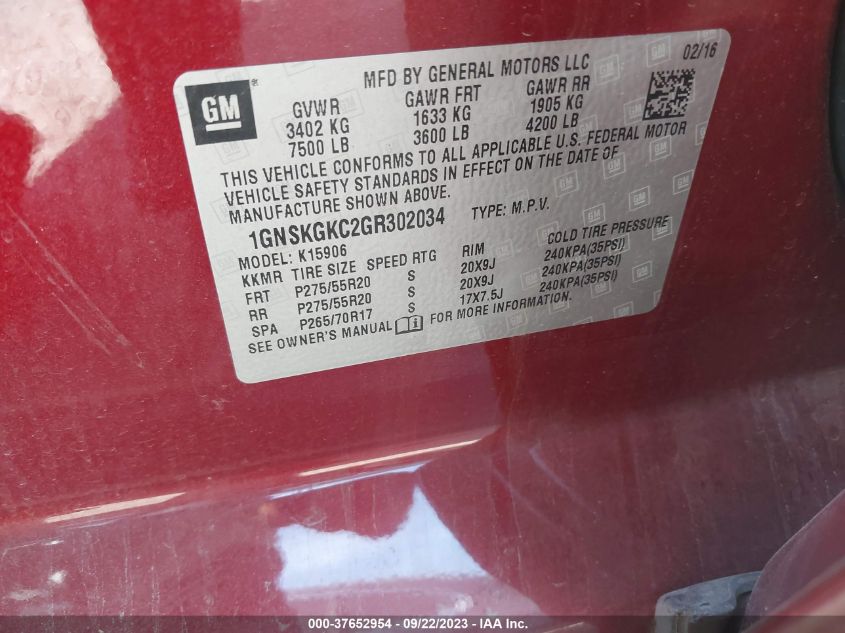 GM
MFD BY GENERAL MOTORS LLC
02/16
GVWR GAWR FRT GAWR RR
3402 KG 1633 KG 1905 KG
7500 LB 3600 LB 4200 LB
THIS VEHICLE CONFORMS TO ALL APPLICABLE U.S. FEDERAL MOTOR
VEHICLE SAFETY STANDARDS IN EFFECT ON THE DATE OF
MANUFACTURE SHOWN ABOVE.
1GNSKGKC2GR302034 TYPE: M.P.V.
MODEL: K15906
KKMR TIRE SIZE SPEED RTG RIM COLD TIRE PRESSURE
FRT P275/55R20 S 20X9J 240KPA(35PSI)
RR P275/55R20 S 20X9J 240KPA(35PSI)
SPA P265/70R17 S 17X7.5J 240KPA(35PSI)
SEE OWNER'S MANUAL FOR MORE INFORMATION.
000-37652954 - 09/22/2023 - IAAI.com